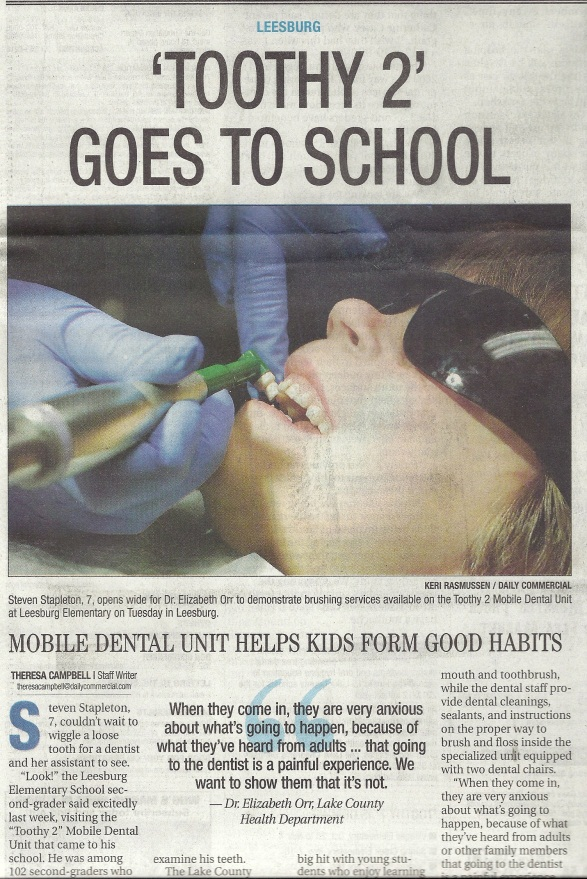 LEESBURG
‘TOOTHY 2’
GOES TO SCHOOL
KERI RASMUSSEN / DAILY COMMERCIAL
Steven Stapleton, 7, opens wide for Dr. Elizabeth Orr to demonstrate brushing services available on the Toothy 2 Mobile Dental Unit
at Leesburg Elementary on Tuesday in Leesburg.
MOBILE DENTAL UNIT HELPS KIDS FORM GOOD HABITS
THERESA CAMPBELL | Staff Writer
theresacampbell@dailycommercial.com
Steven Stapleton,
7, couldn’t wait to
wiggle a loose
tooth for a dentist
and her assistant to see.
“Look!” the Leesburg
Elementary School sec-
ond-grader said excitedly
last week, visiting the
“Toothy 2” Mobile Dental
Unit that came to his
school. He was among
102 second-graders who
“
When they come in, they are very anxious
about what’s going to happen, because of
what they’ve heard from adults ... that going
to the dentist is a painful experience. We
want to show them that it’s not.
— Dr. Elizabeth Orr, Lake County
Health Department
examine his teeth.
The Lake County
big hit with young stu-
dents who enjoy learning
mouth and toothbrush,
while the dental staff pro-
vide dental cleanings,
sealants, and instructions
on the proper way to
brush and floss inside the
specialized unit equipped
with two dental chairs.
“When they come in,
they are very anxious
about what’s going to
happen, because of what
they’ve heard from adults
or other family members
that going to the dentist
is a painful experience